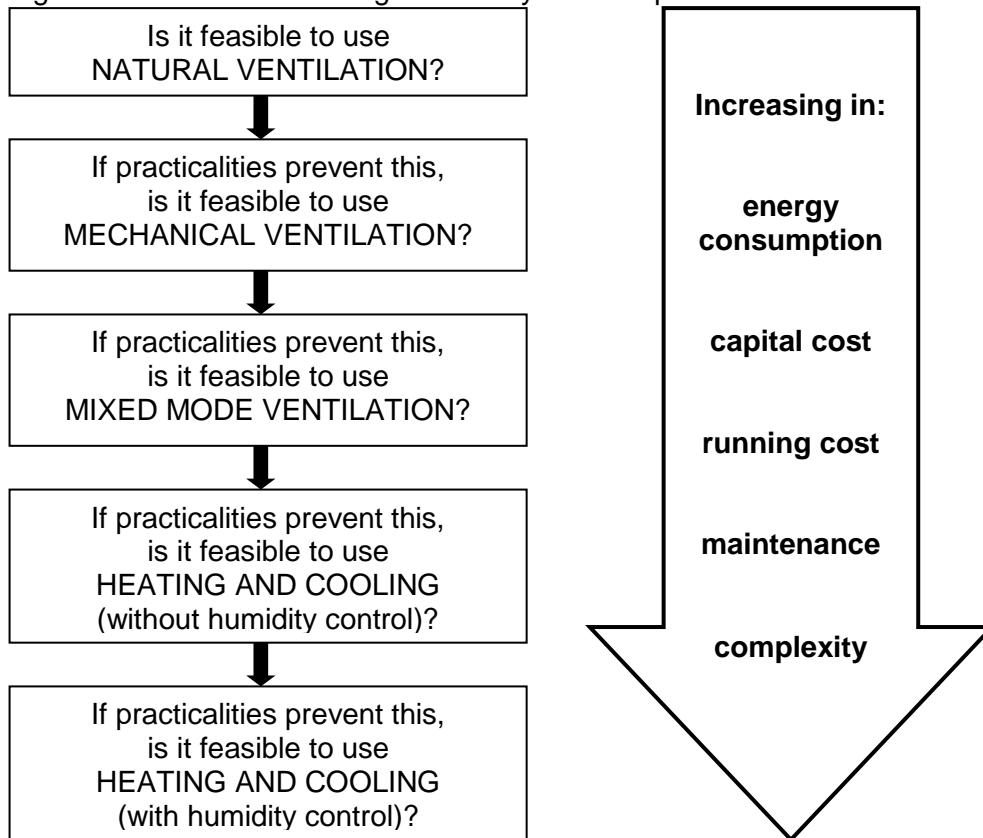 Is it feasible to use
NATURAL VENTILATION?
If practicalities prevent this,
is it feasible to use
MECHANICAL VENTILATION?
If practicalities prevent this,
is it feasible to use
MIXED MODE VENTILATION?
If practicalities prevent this,
is it feasible to use
HEATING AND COOLING
(without humidity control)?
If practicalities prevent this,
is it feasible to use
HEATING AND COOLING
(with humidity control)?
Increasing in:
energy
consumption
capital cost
running cost
maintenance
complexity